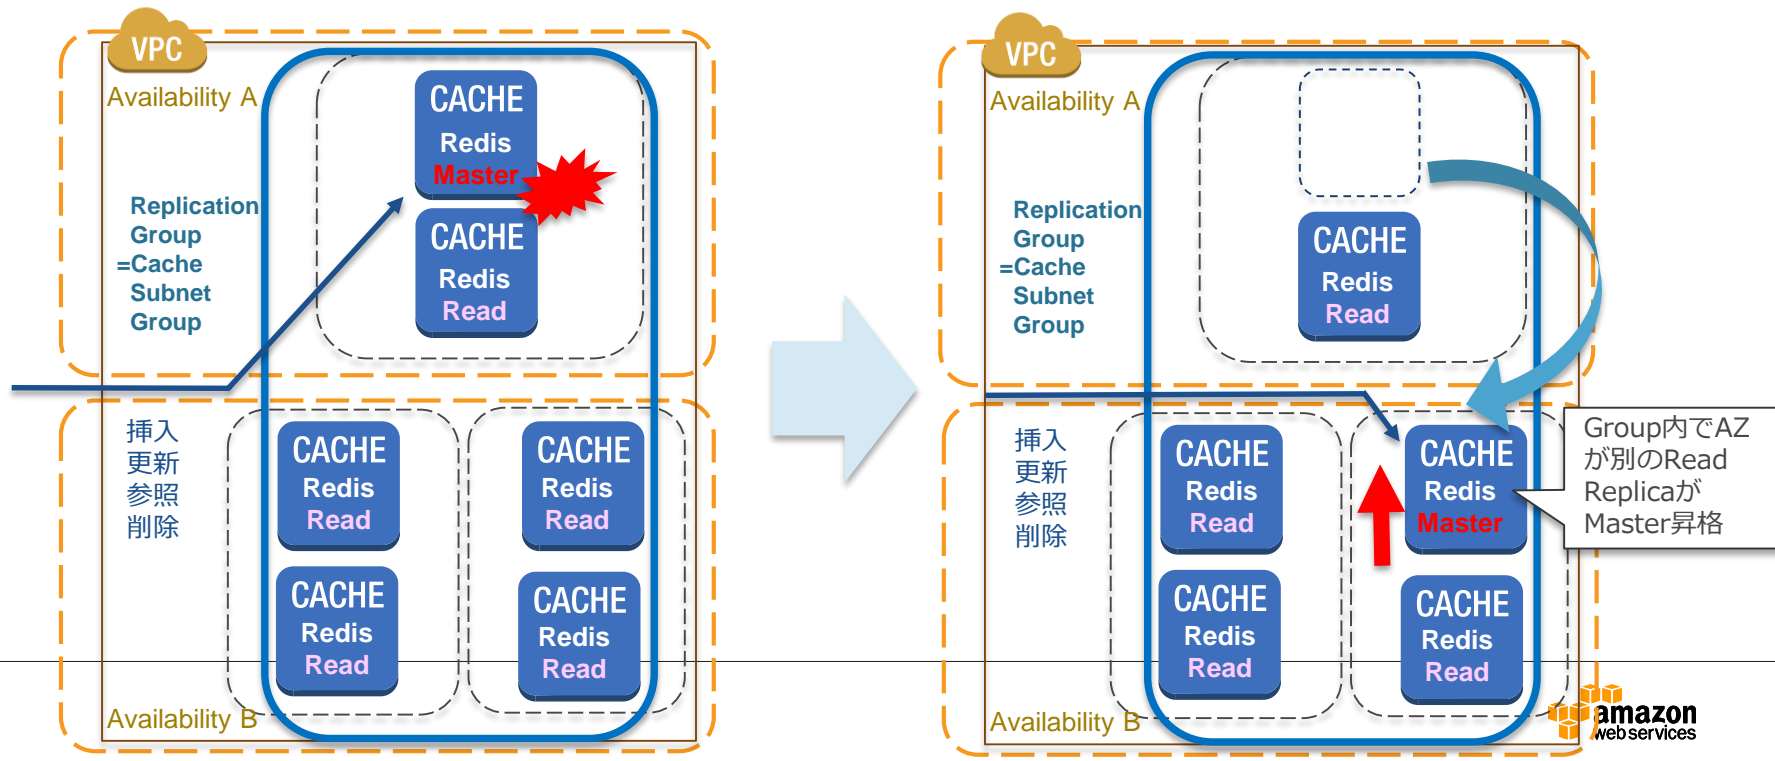 VPC
Availability A
CACHE
Redis
Master
CACHE
Redis
Read
Replication
Group
=Cache
Subnet
Group
挿入
更新
参照
削除
CACHE
Redis
Read
CACHE
Redis
Read
CACHE
Redis
Read
CACHE
Redis
Read
Availability B
VPC
Availability A
CACHE
Redis
Read
Replication
Group
=Cache
Subnet
Group
挿入
更新
参照
削除
CACHE
Redis
Read
CACHE
Redis
Master
Group内でAZ
が別のRead
Replicaが
Master昇格
CACHE
Redis
Read
CACHE
Redis
Read
Availability B
amazon
web services